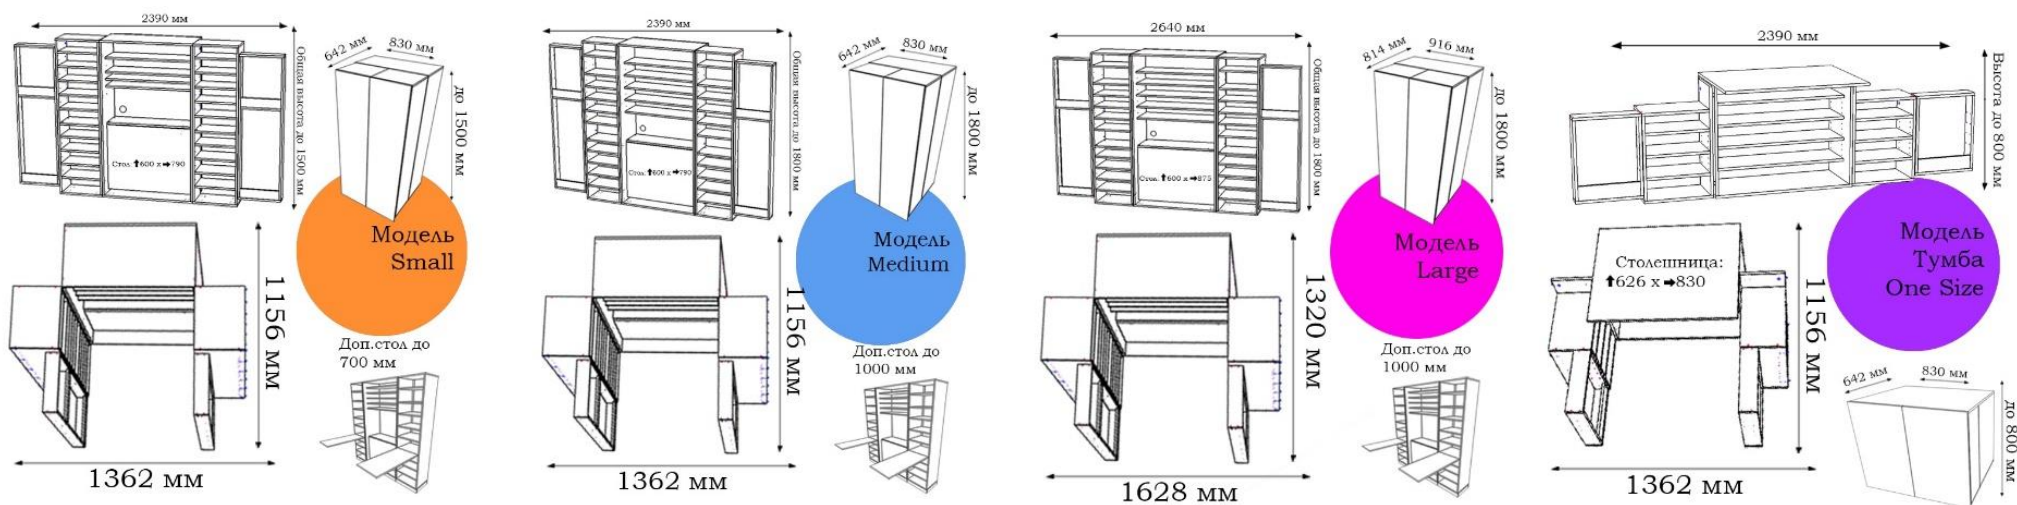 2390 мм
Общая высота до 1500 мм
Стол: ⬆600 х ➡790
642 мм
830 мм
до 1500 мм
Модель
Small
1156 мм
1362 мм
Доп.стол до
700 мм
2390 мм
Общая высота до 1800 мм
Стол: ⬆600 х ➡790
642 мм
830 мм
до 1800 мм
Модель
Medium
1156 мм
1362 мм
Доп.стол до
1000 мм
2640 мм
Общая высота до 1800 мм
Стол: ⬆600 х ➡875
814 мм
916 мм
до 1800 мм
Модель
Large
1320 мм
1628 мм
Доп.стол до
1000 мм
2390 мм
Высота до 800 мм
Модель
Тумба
One Size
Столешница:
⬆626 х ➡830
1156 мм
1362 мм
642 мм
830 мм
до 800 мм